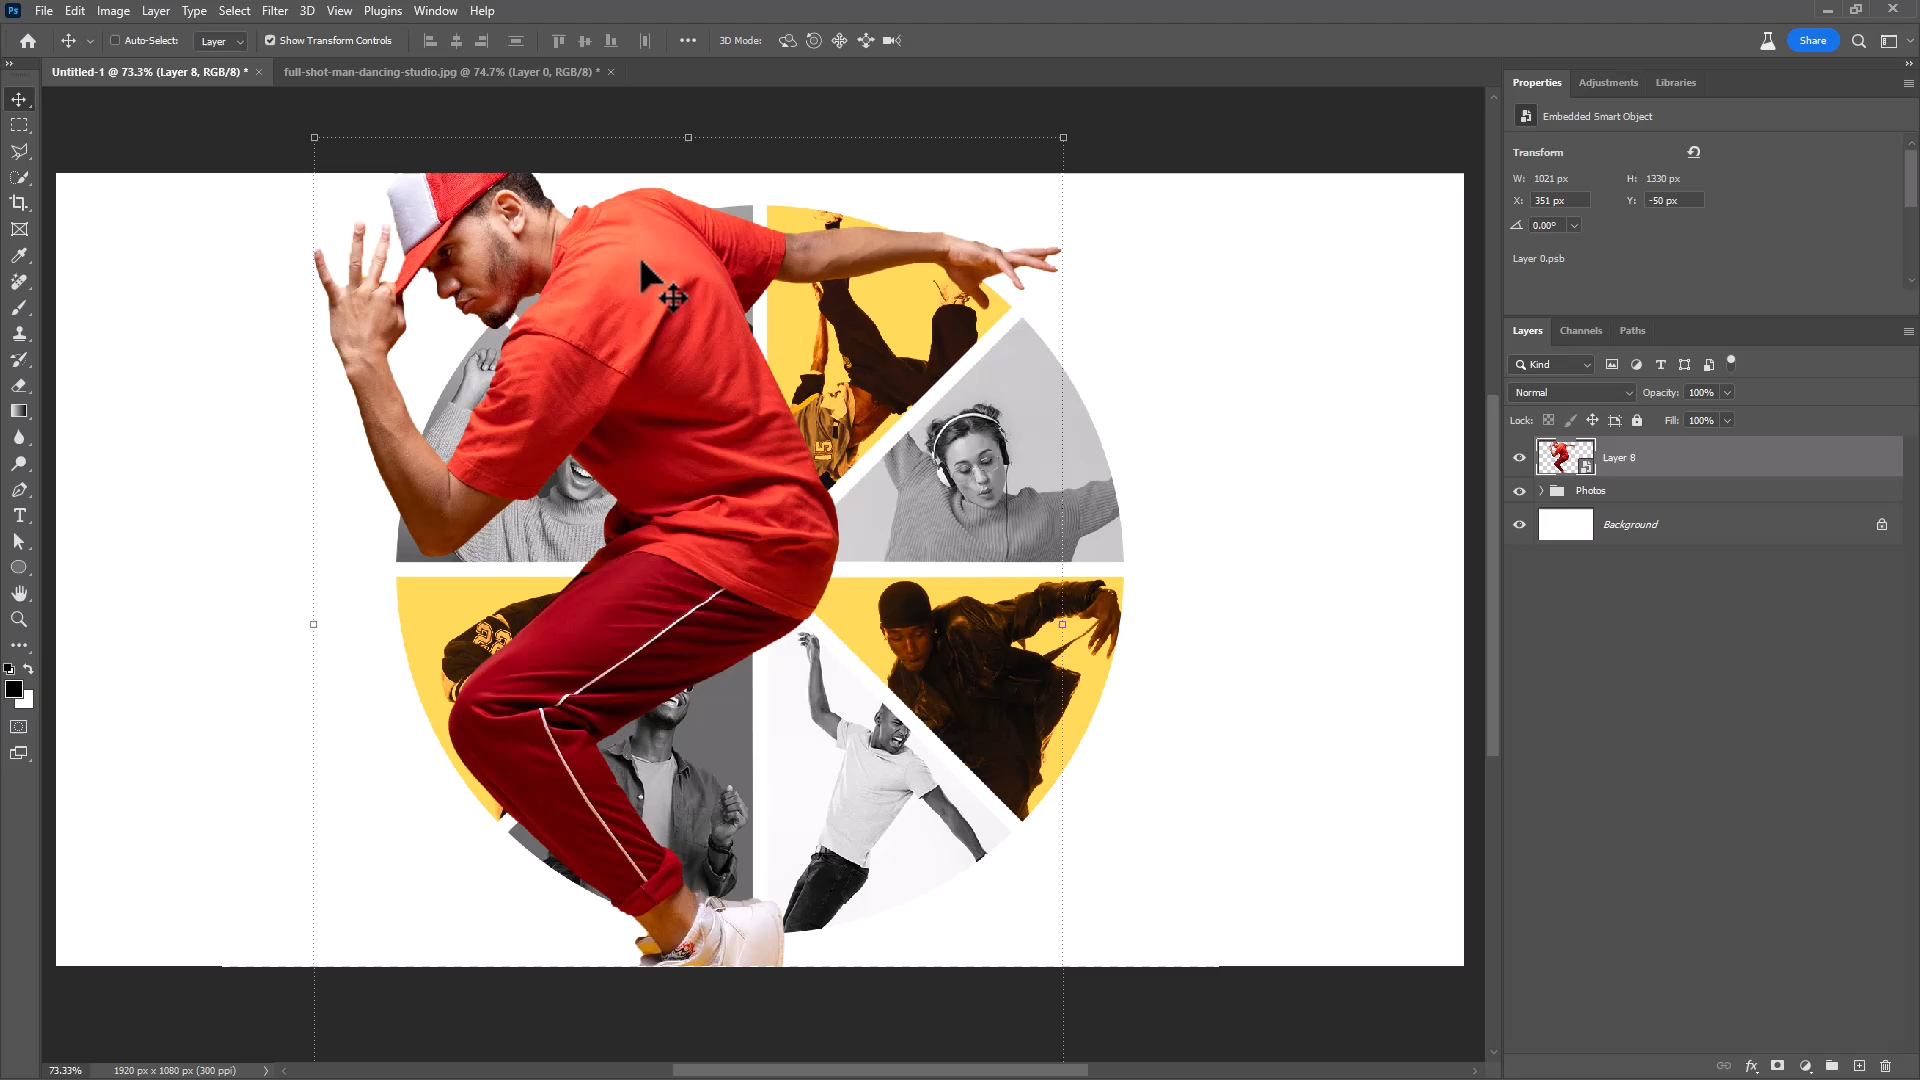 Ps File Edit Image Layer Type Select Filter 3D View Plugins Window Help
Auto-Select: Layer Show Transform Controls 3D Mode: Share
Untitled-1 @ 73.3% (Layer 8, RGB/8) * × full-shot-man-dancing-studio.jpg @ 74.7% (Layer 0, RGB/8) * ×
Properties Adjustments Libraries
Embedded Smart Object
Transform
W: 1021 px H: 1330 px
X: 351 px Y: -50 px
0.00°
Layer 0.psb
Layers Channels Paths
Kind
Normal Opacity: 100%
Lock: Fill: 100%
Layer 8
Photos
Background
15
22
73.33% 1920 px x 1080 px (300 ppi)
fx